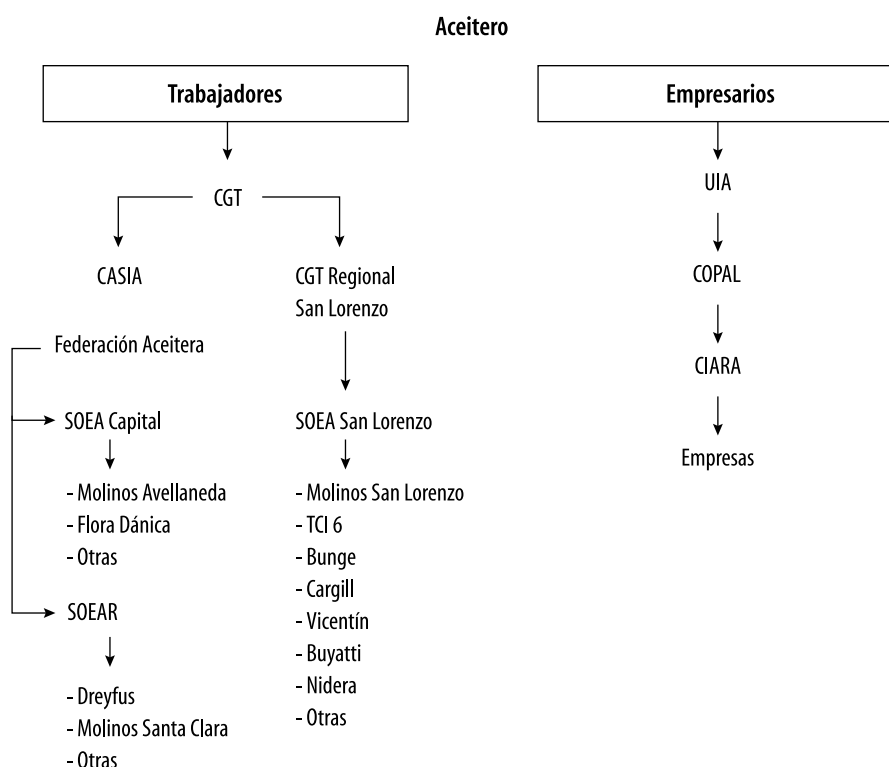 Aceitero
Trabajadores
CGT
CASIA
Federación Aceitera
SOEA Capital
- Molinos Avellaneda
- Flora Dánica
- Otras
SOEAR
- Dreyfus
- Molinos Santa Clara
- Otras
CGT Regional
San Lorenzo
SOEA San Lorenzo
- Molinos San Lorenzo
- TCI 6
- Bunge
- Cargill
- Vicentín
- Buyatti
- Nidera
- Otras
Empresarios
UIA
COPAL
CIARA
Empresas